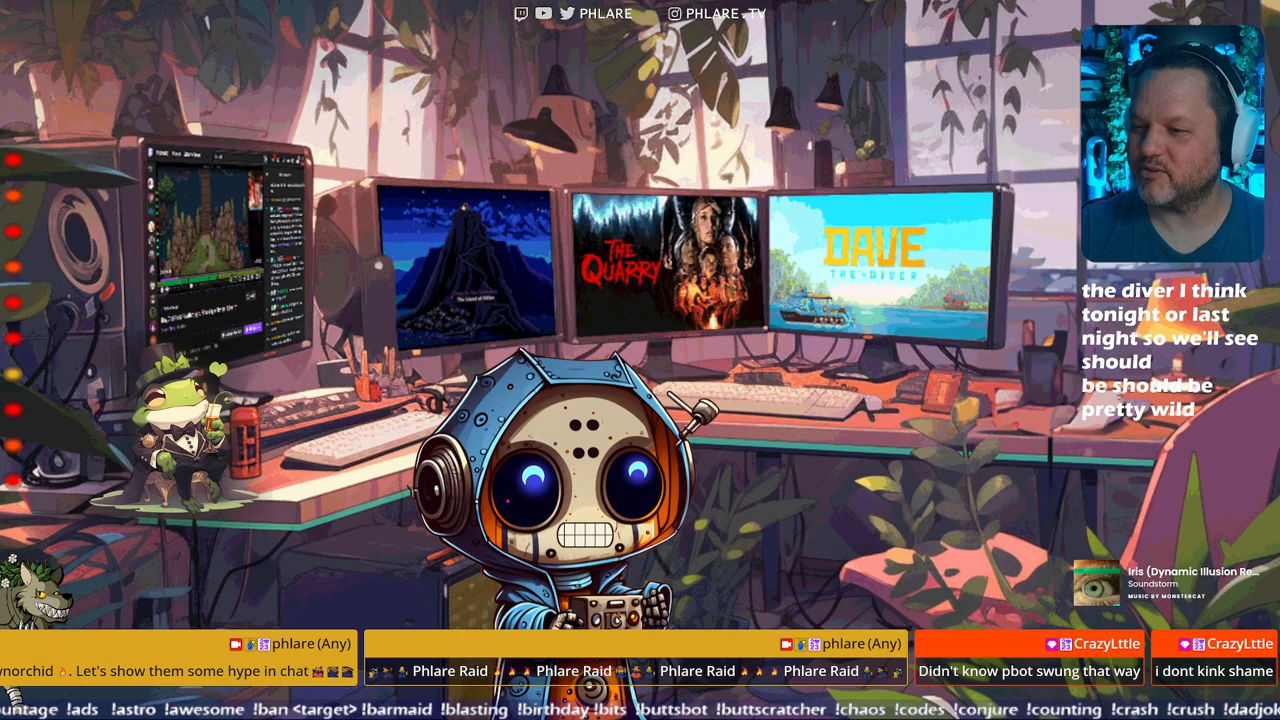 PHLARE PHLARE.TV
THE QUARRY
DAVE
THE DIVER
the diver I think
tonight or last
night so we'll see
should
be should be
pretty wild
Iris (Dynamic Illusion Re...
Soundstorm
MUSIC BY MONSTERCAT
phlare (Any)
wnorchid 🔥. Let's show them some hype in chat
phlare (Any)
Phlare Raid Phlare Raid Phlare Raid Phlare Raid
CrazyLttle
Didn't know pbot swung that way
CrazyLttle
i dont kink shame
ountage !ads !astro !awesome !ban <target> !barmaid !blasting !birthday !bits !buttsbot !buttscratcher !chaos !codes !conjure !counting !crash !crush !dadjok